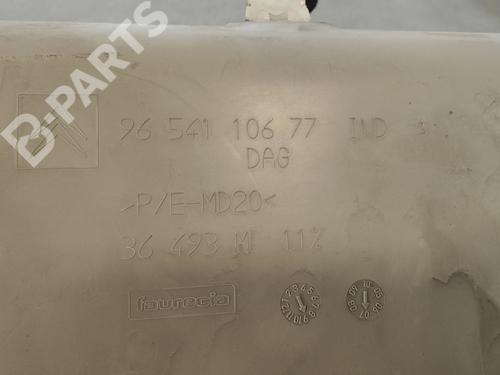 B-PARTS
96 541 106 77 IND
DAG
>P/E-MD20<
36 493 M 11%
faurecia